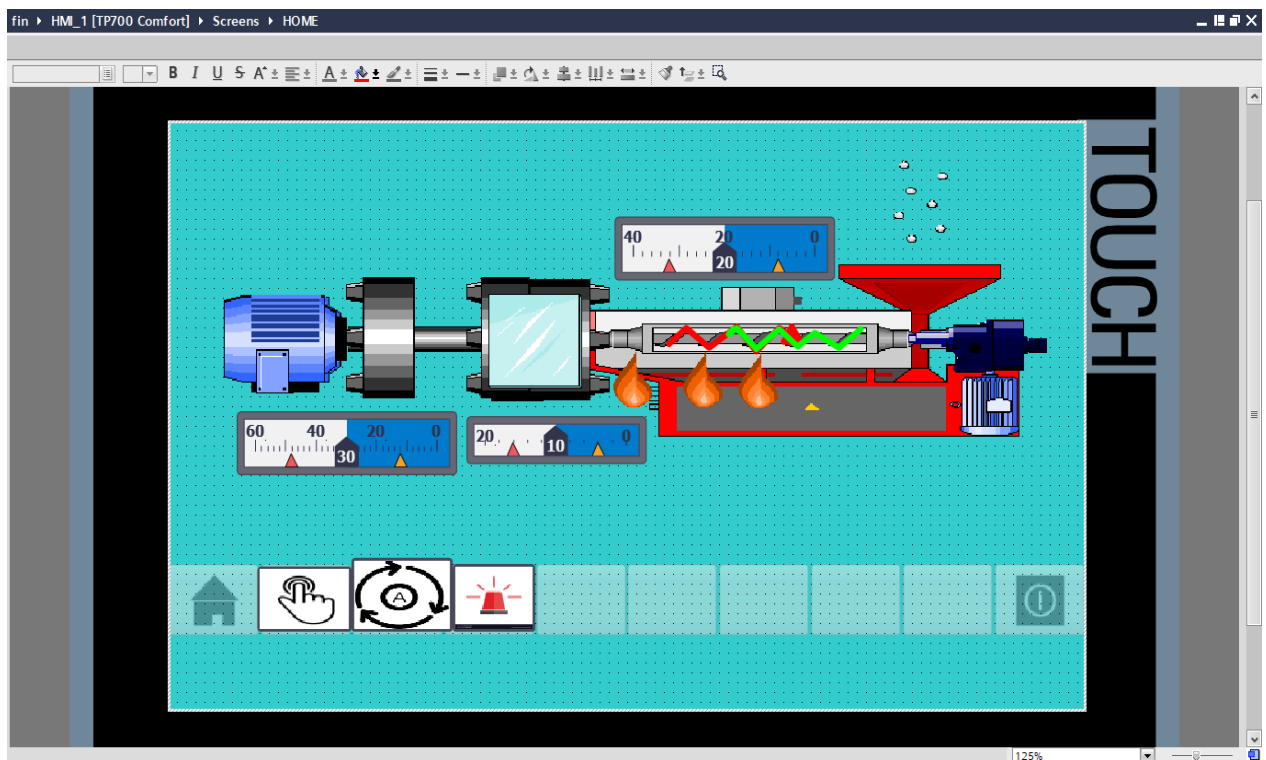 fin ▸ HMI_1 [TP700 Comfort] ▸ Screens ▸ HOME
B I U S A A
TOUCH
40 20 0
20
60 40 20 0
30
20 0
10
A
125%